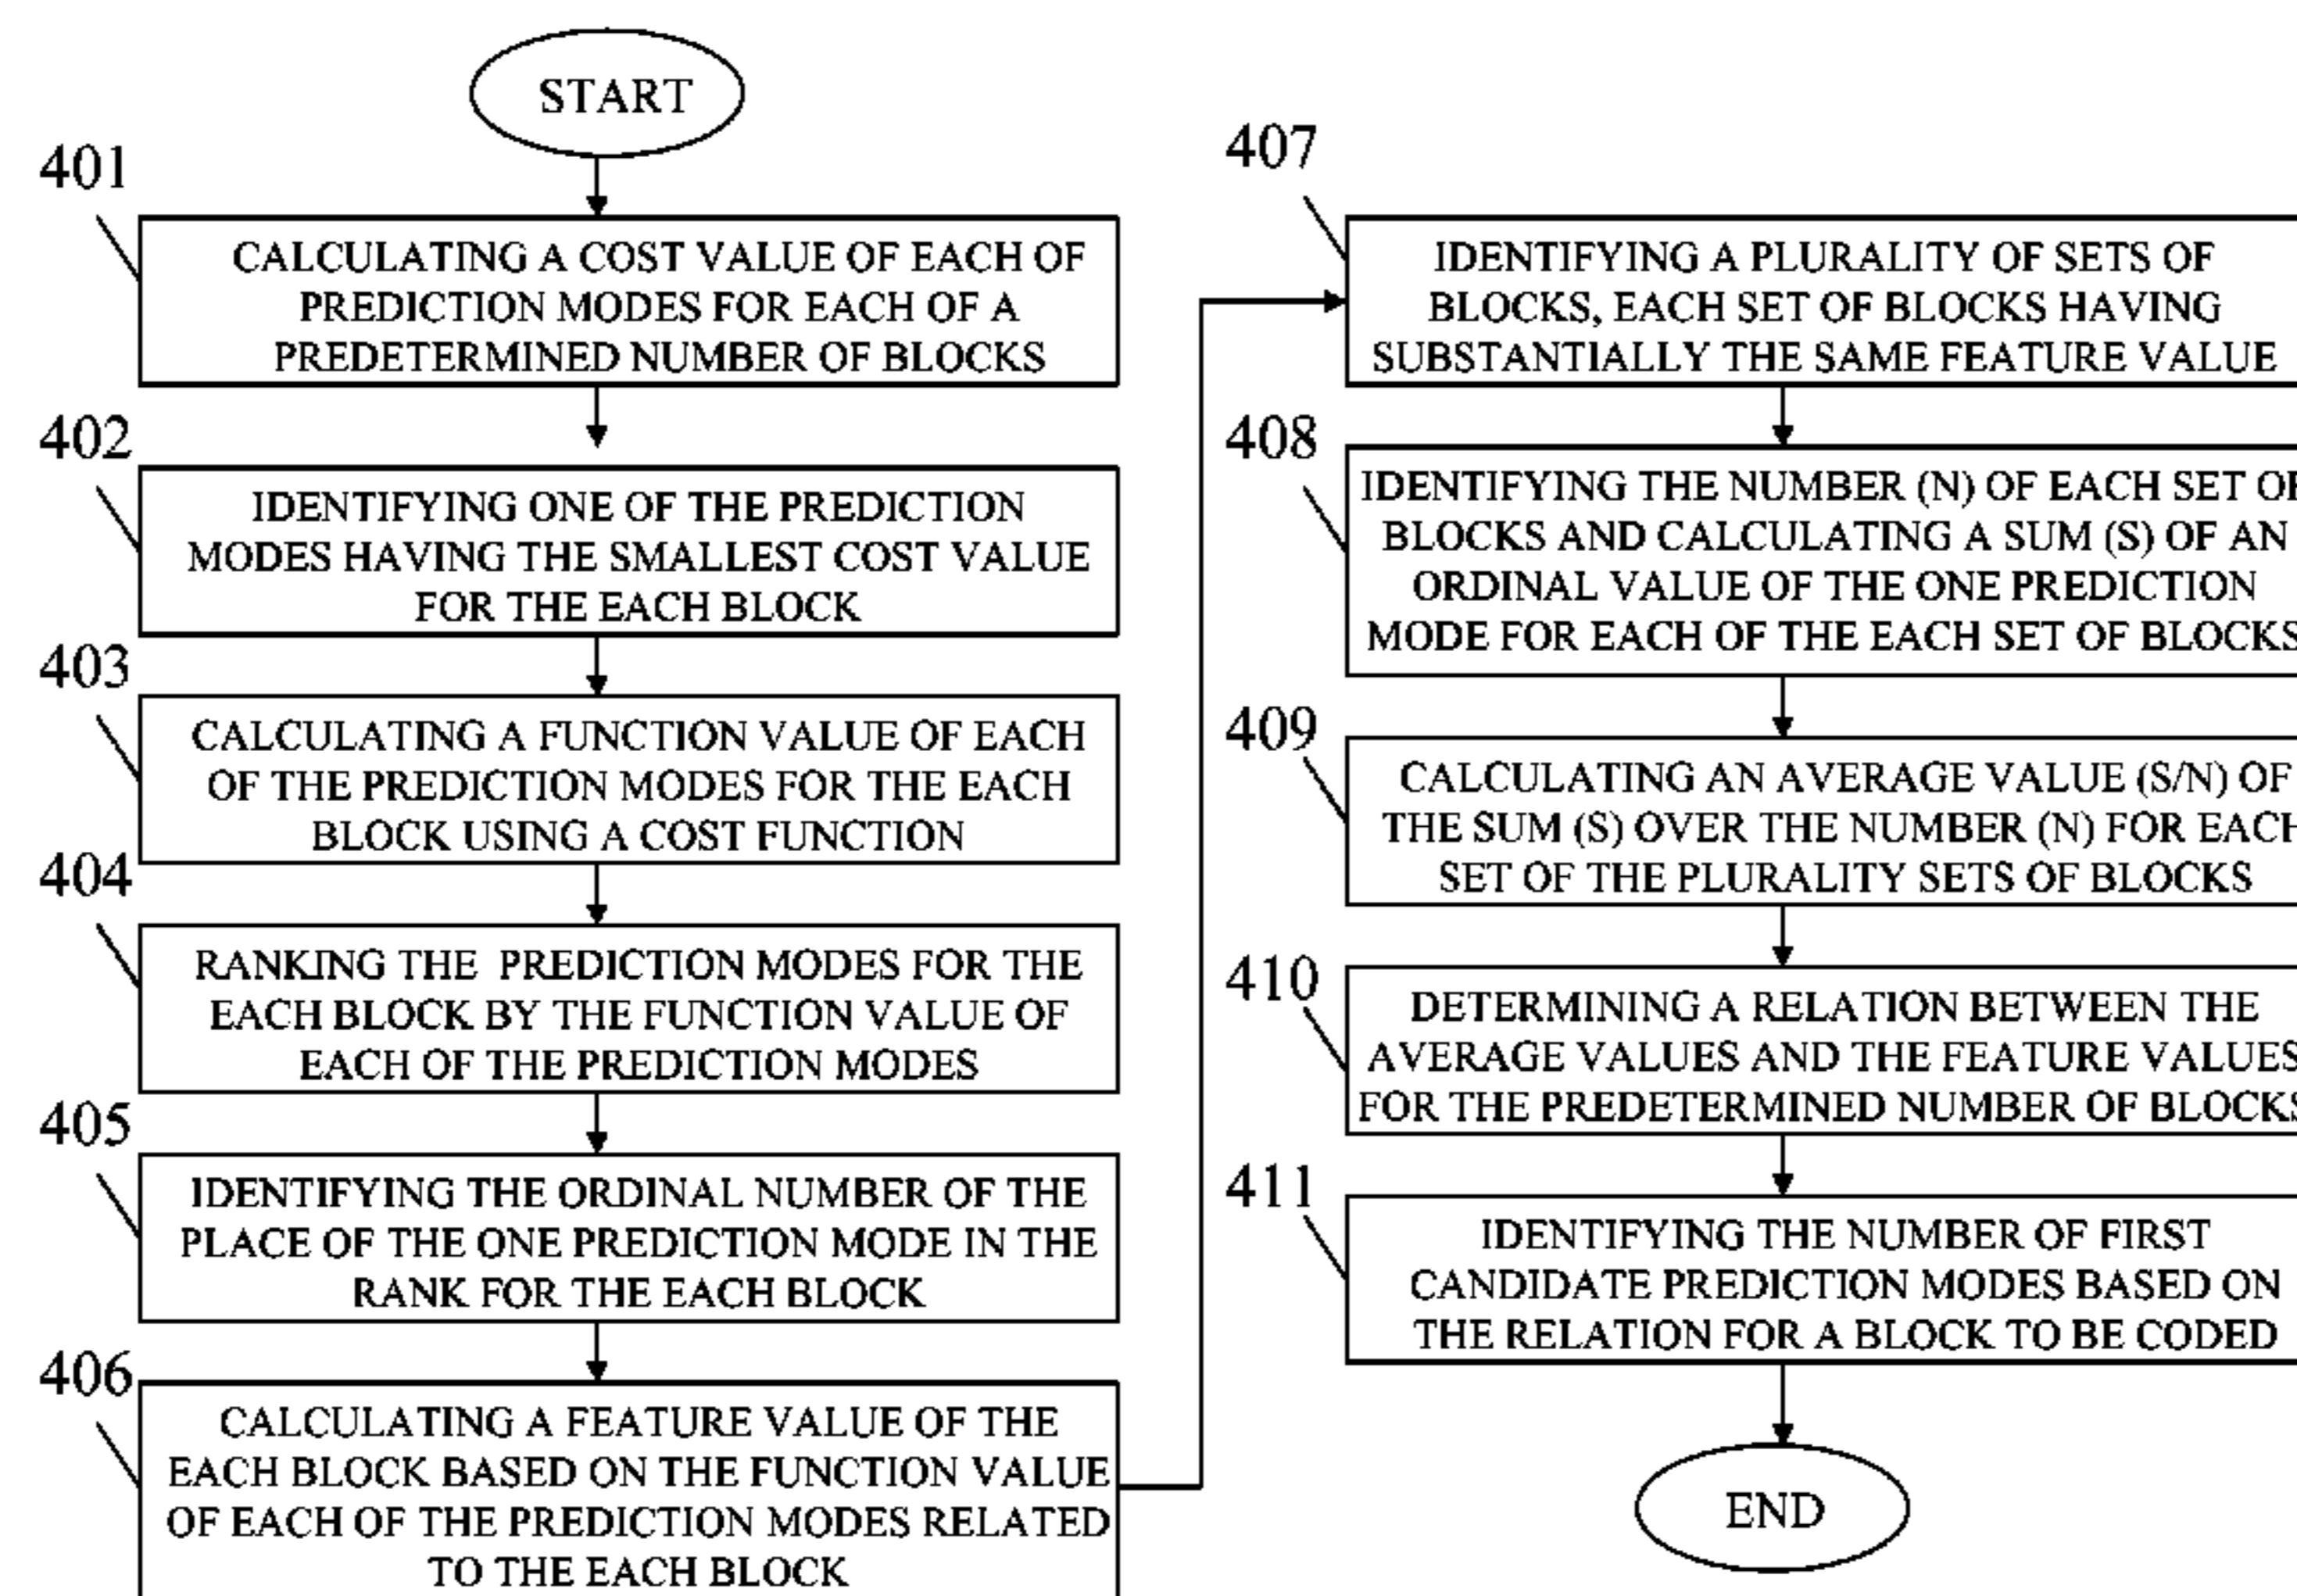 START
401
CALCULATING A COST VALUE OF EACH OF
PREDICTION MODES FOR EACH OF A
PREDETERMINED NUMBER OF BLOCKS
402
IDENTIFYING ONE OF THE PREDICTION
MODES HAVING THE SMALLEST COST VALUE
FOR THE EACH BLOCK
403
CALCULATING A FUNCTION VALUE OF EACH
OF THE PREDICTION MODES FOR THE EACH
BLOCK USING A COST FUNCTION
404
RANKING THE PREDICTION MODES FOR THE
EACH BLOCK BY THE FUNCTION VALUE OF
EACH OF THE PREDICTION MODES
405
IDENTIFYING THE ORDINAL NUMBER OF THE
PLACE OF THE ONE PREDICTION MODE IN THE
RANK FOR THE EACH BLOCK
406
CALCULATING A FEATURE VALUE OF THE
EACH BLOCK BASED ON THE FUNCTION VALUE
OF EACH OF THE PREDICTION MODES RELATED
TO THE EACH BLOCK
407
IDENTIFYING A PLURALITY OF SETS OF
BLOCKS, EACH SET OF BLOCKS HAVING
SUBSTANTIALLY THE SAME FEATURE VALUE
408
IDENTIFYING THE NUMBER (N) OF EACH SET OF
BLOCKS AND CALCULATING A SUM (S) OF AN
ORDINAL VALUE OF THE ONE PREDICTION
MODE FOR EACH OF THE EACH SET OF BLOCKS
409
CALCULATING AN AVERAGE VALUE (S/N) OF
THE SUM (S) OVER THE NUMBER (N) FOR EACH
SET OF THE PLURALITY SETS OF BLOCKS
410
DETERMINING A RELATION BETWEEN THE
AVERAGE VALUES AND THE FEATURE VALUES
FOR THE PREDETERMINED NUMBER OF BLOCKS
411
IDENTIFYING THE NUMBER OF FIRST
CANDIDATE PREDICTION MODES BASED ON
THE RELATION FOR A BLOCK TO BE CODED
END